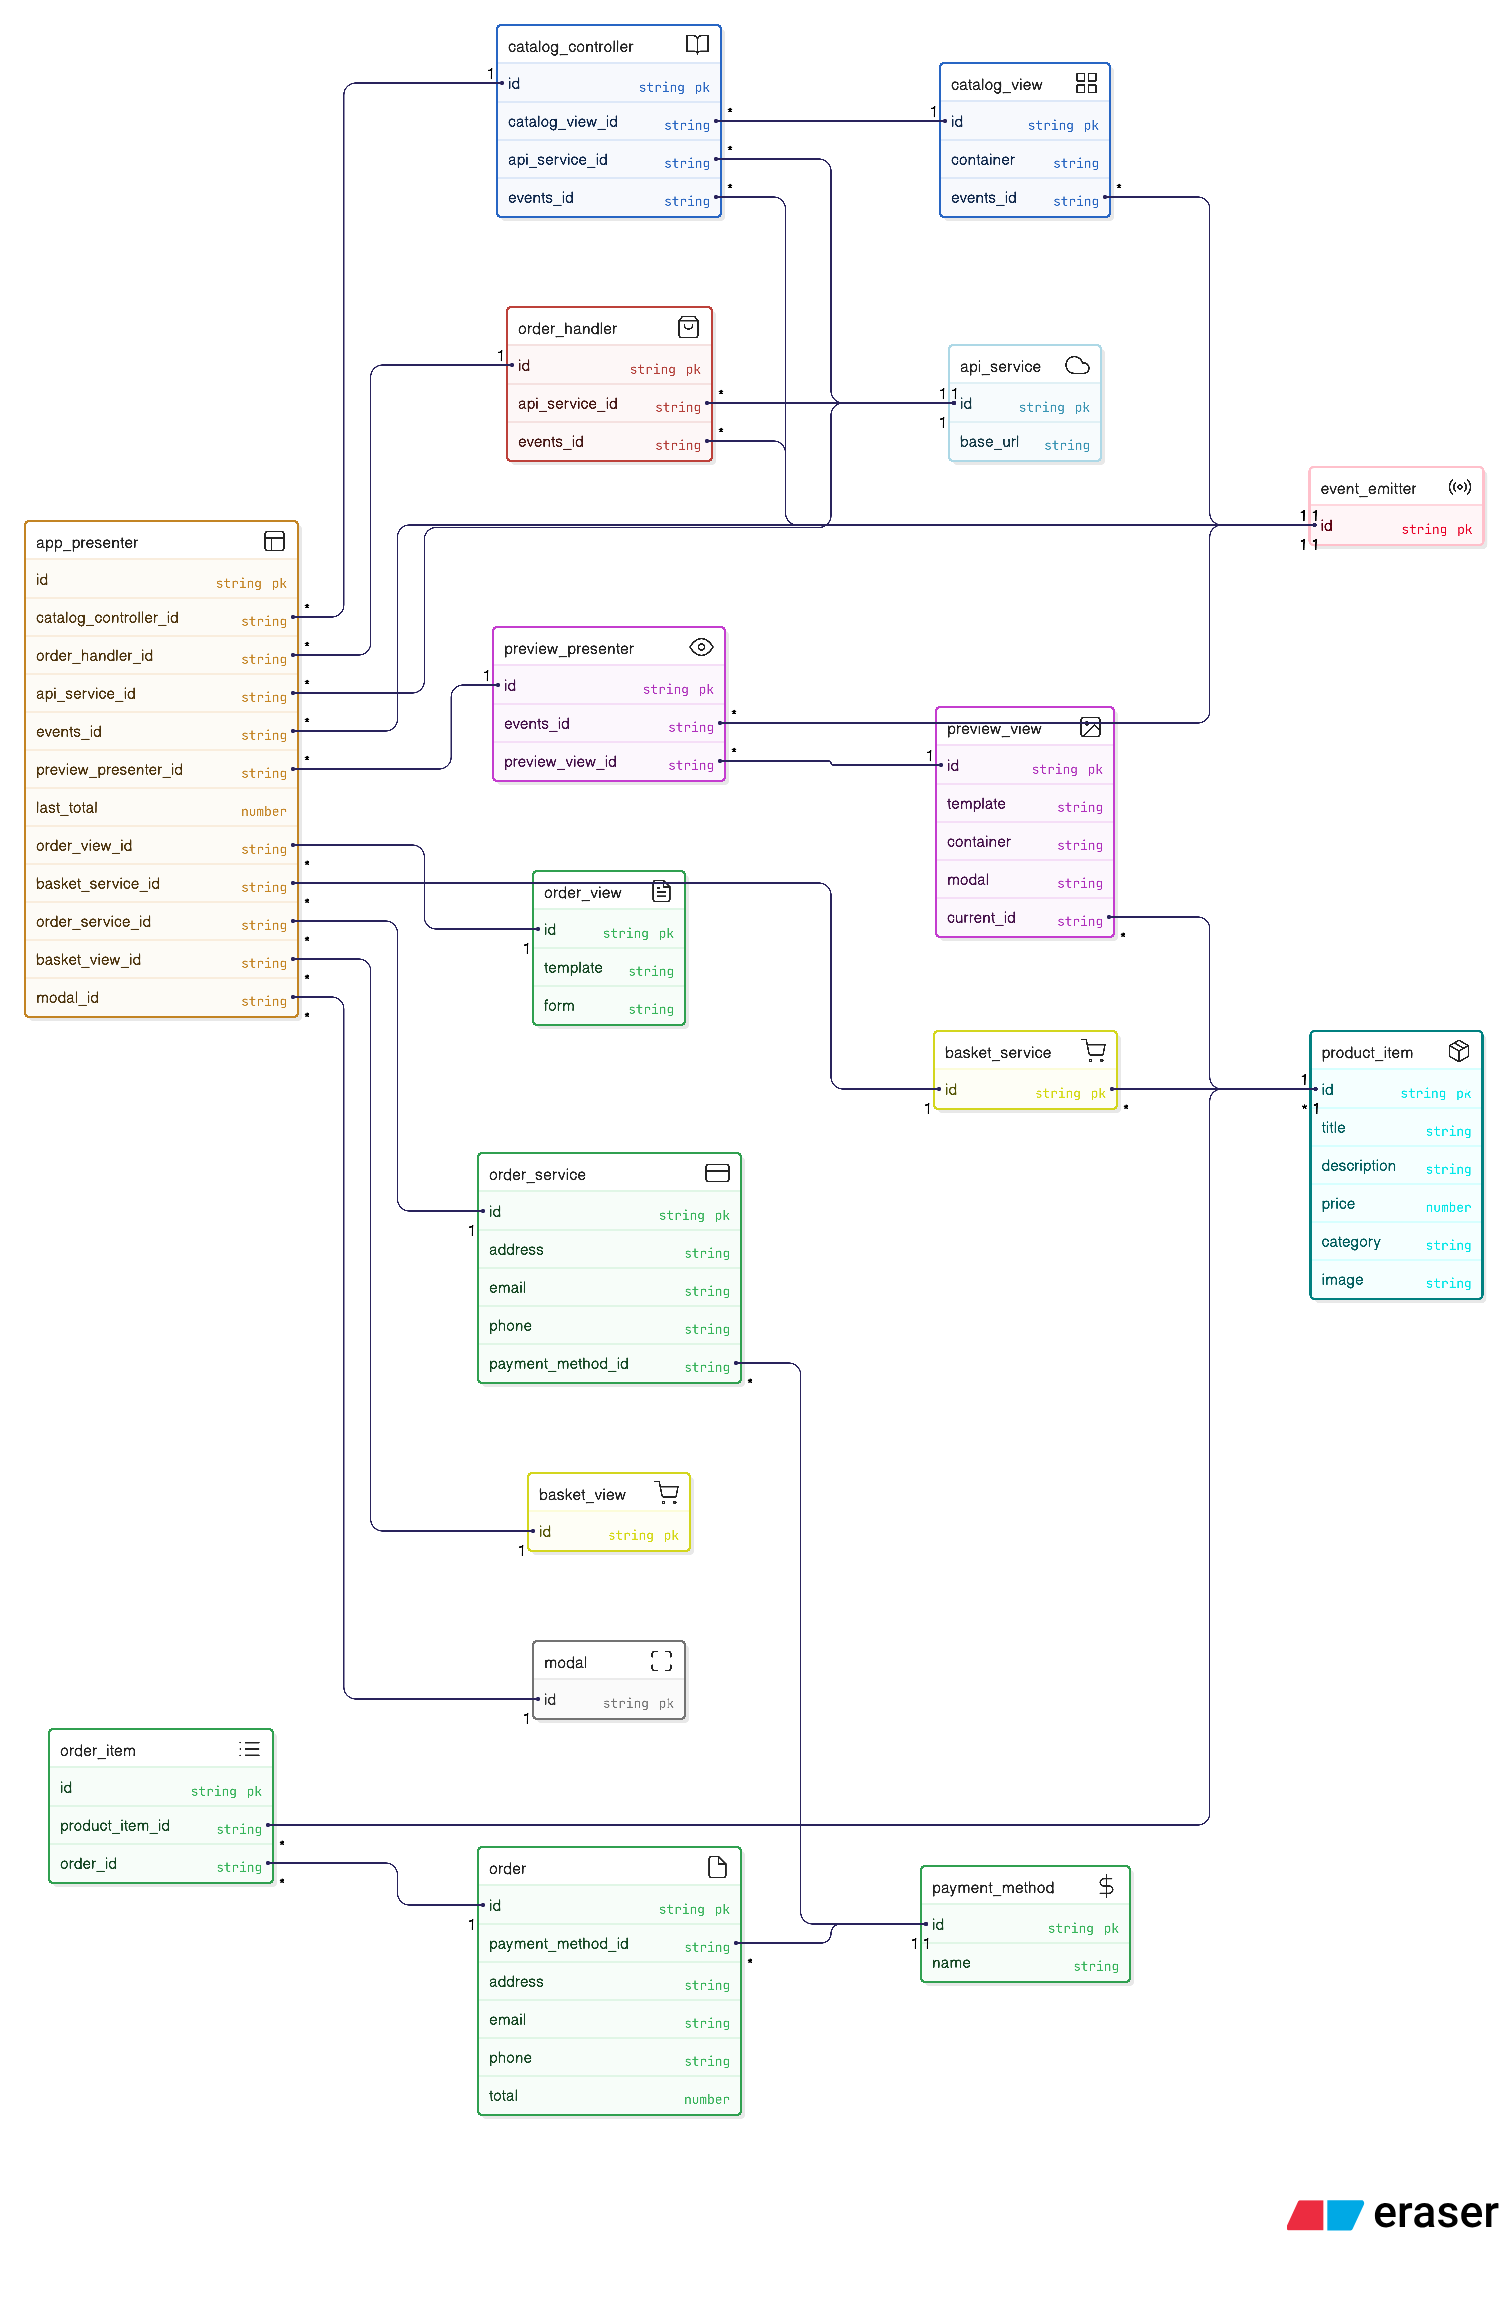 catalog_controller
1
id string pk
catalog_view_id string *
api_service_id string *
events_id string *
catalog_view
1
id string pk
container string
events_id string *
order_handler
1
id string pk
api_service_id string *
events_id string *
api_service
1 1
id string pk
1
base_url string
event_emitter
1 1
id string pk
1 1
app_presenter
id string pk
catalog_controller_id string *
order_handler_id string *
api_service_id string *
events_id string *
preview_presenter_id string *
last_total number
order_view_id string
*
basket_service_id string
*
order_service_id string
*
basket_view_id string
*
modal_id string
*
preview_presenter
1
id string pk
events_id string *
preview_view_id string *
preview_view
1
id string pk
template string
container string
modal string
current_id string
*
order_view
id string pk
1
template string
form string
basket_service
id string pk
1 *
product_item
1
id string pk
* 1
title string
description string
price number
category string
image string
order_service
id string pk
1
address string
email string
phone string
payment_method_id string
*
basket_view
id string pk
1
modal
id string pk
1
order_item
id string pk
product_item_id string
*
order_id string
*
order
id string pk
1
payment_method_id string
*
address string
email string
phone string
total number
payment_method
id string pk
1 1
name string
eraser